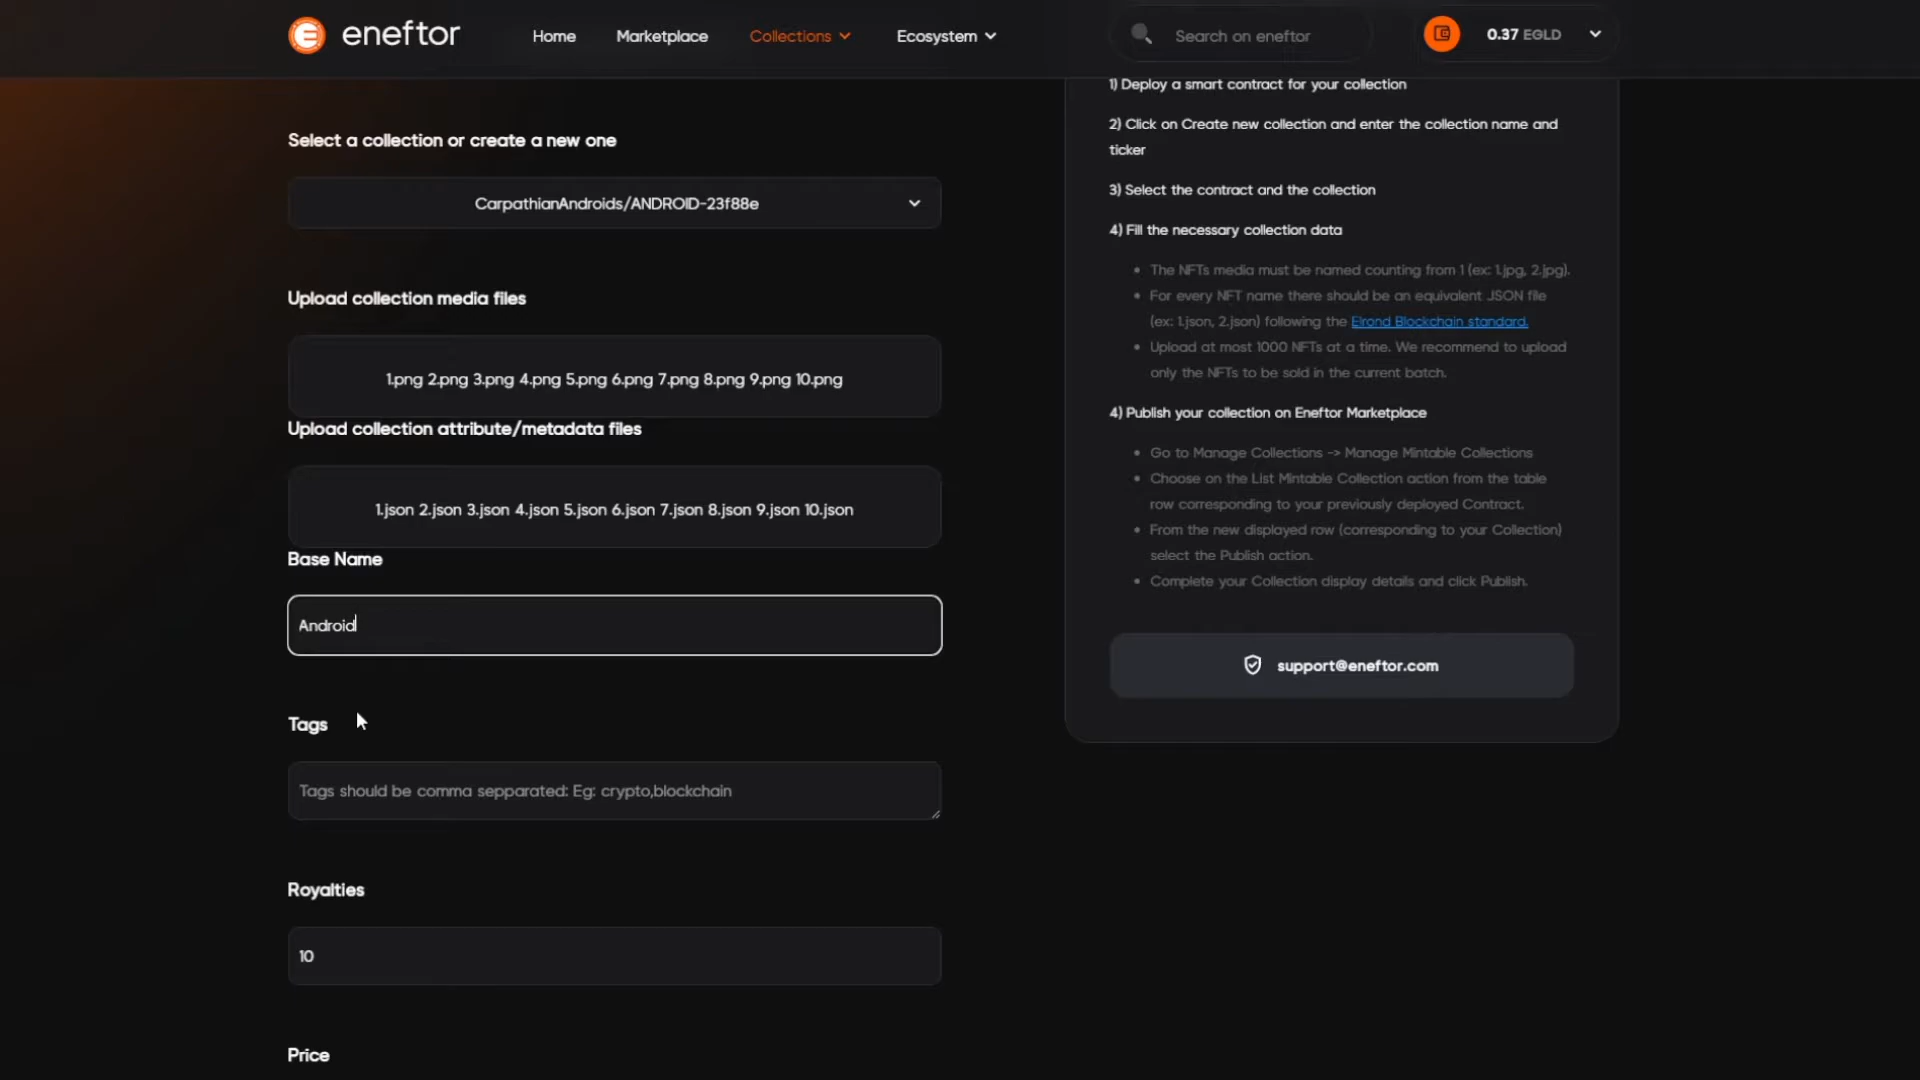 eneftor
Home
Marketplace
Collections
Ecosystem
Search on eneftor
0.37 EGLD
Select a collection or create a new one
CarpathianAndroids/ANDROID-23f88e
Upload collection media files
1.png 2.png 3.png 4.png 5.png 6.png 7.png 8.png 9.png 10.png
Upload collection attribute/metadata files
1.json 2.json 3.json 4.json 5.json 6.json 7.json 8.json 9.json 10.json
Base Name
Android
Tags
Tags should be comma sepparated: Eg: crypto,blockchain
Royalties
10
Price
1) Deploy a smart contract for your collection
2) Click on Create new collection and enter the collection name and
ticker
3) Select the contract and the collection
4) Fill the necessary collection data
• The NFTs media must be named counting from 1 (ex: 1.jpg, 2.jpg).
• For every NFT name there should be an equivalent JSON file
(ex: 1.json, 2.json) following the Elrond Blockchain standard.
• Upload at most 1000 NFTs at a time. We recommend to upload
only the NFTs to be sold in the current batch.
4) Publish your collection on Eneftor Marketplace
• Go to Manage Collections -> Manage Mintable Collections
• Choose on the List Mintable Collection action from the table
row corresponding to your previously deployed Contract.
• From the new displayed row (corresponding to your Collection)
select the Publish action.
• Complete your Collection display details and click Publish.
support@eneftor.com